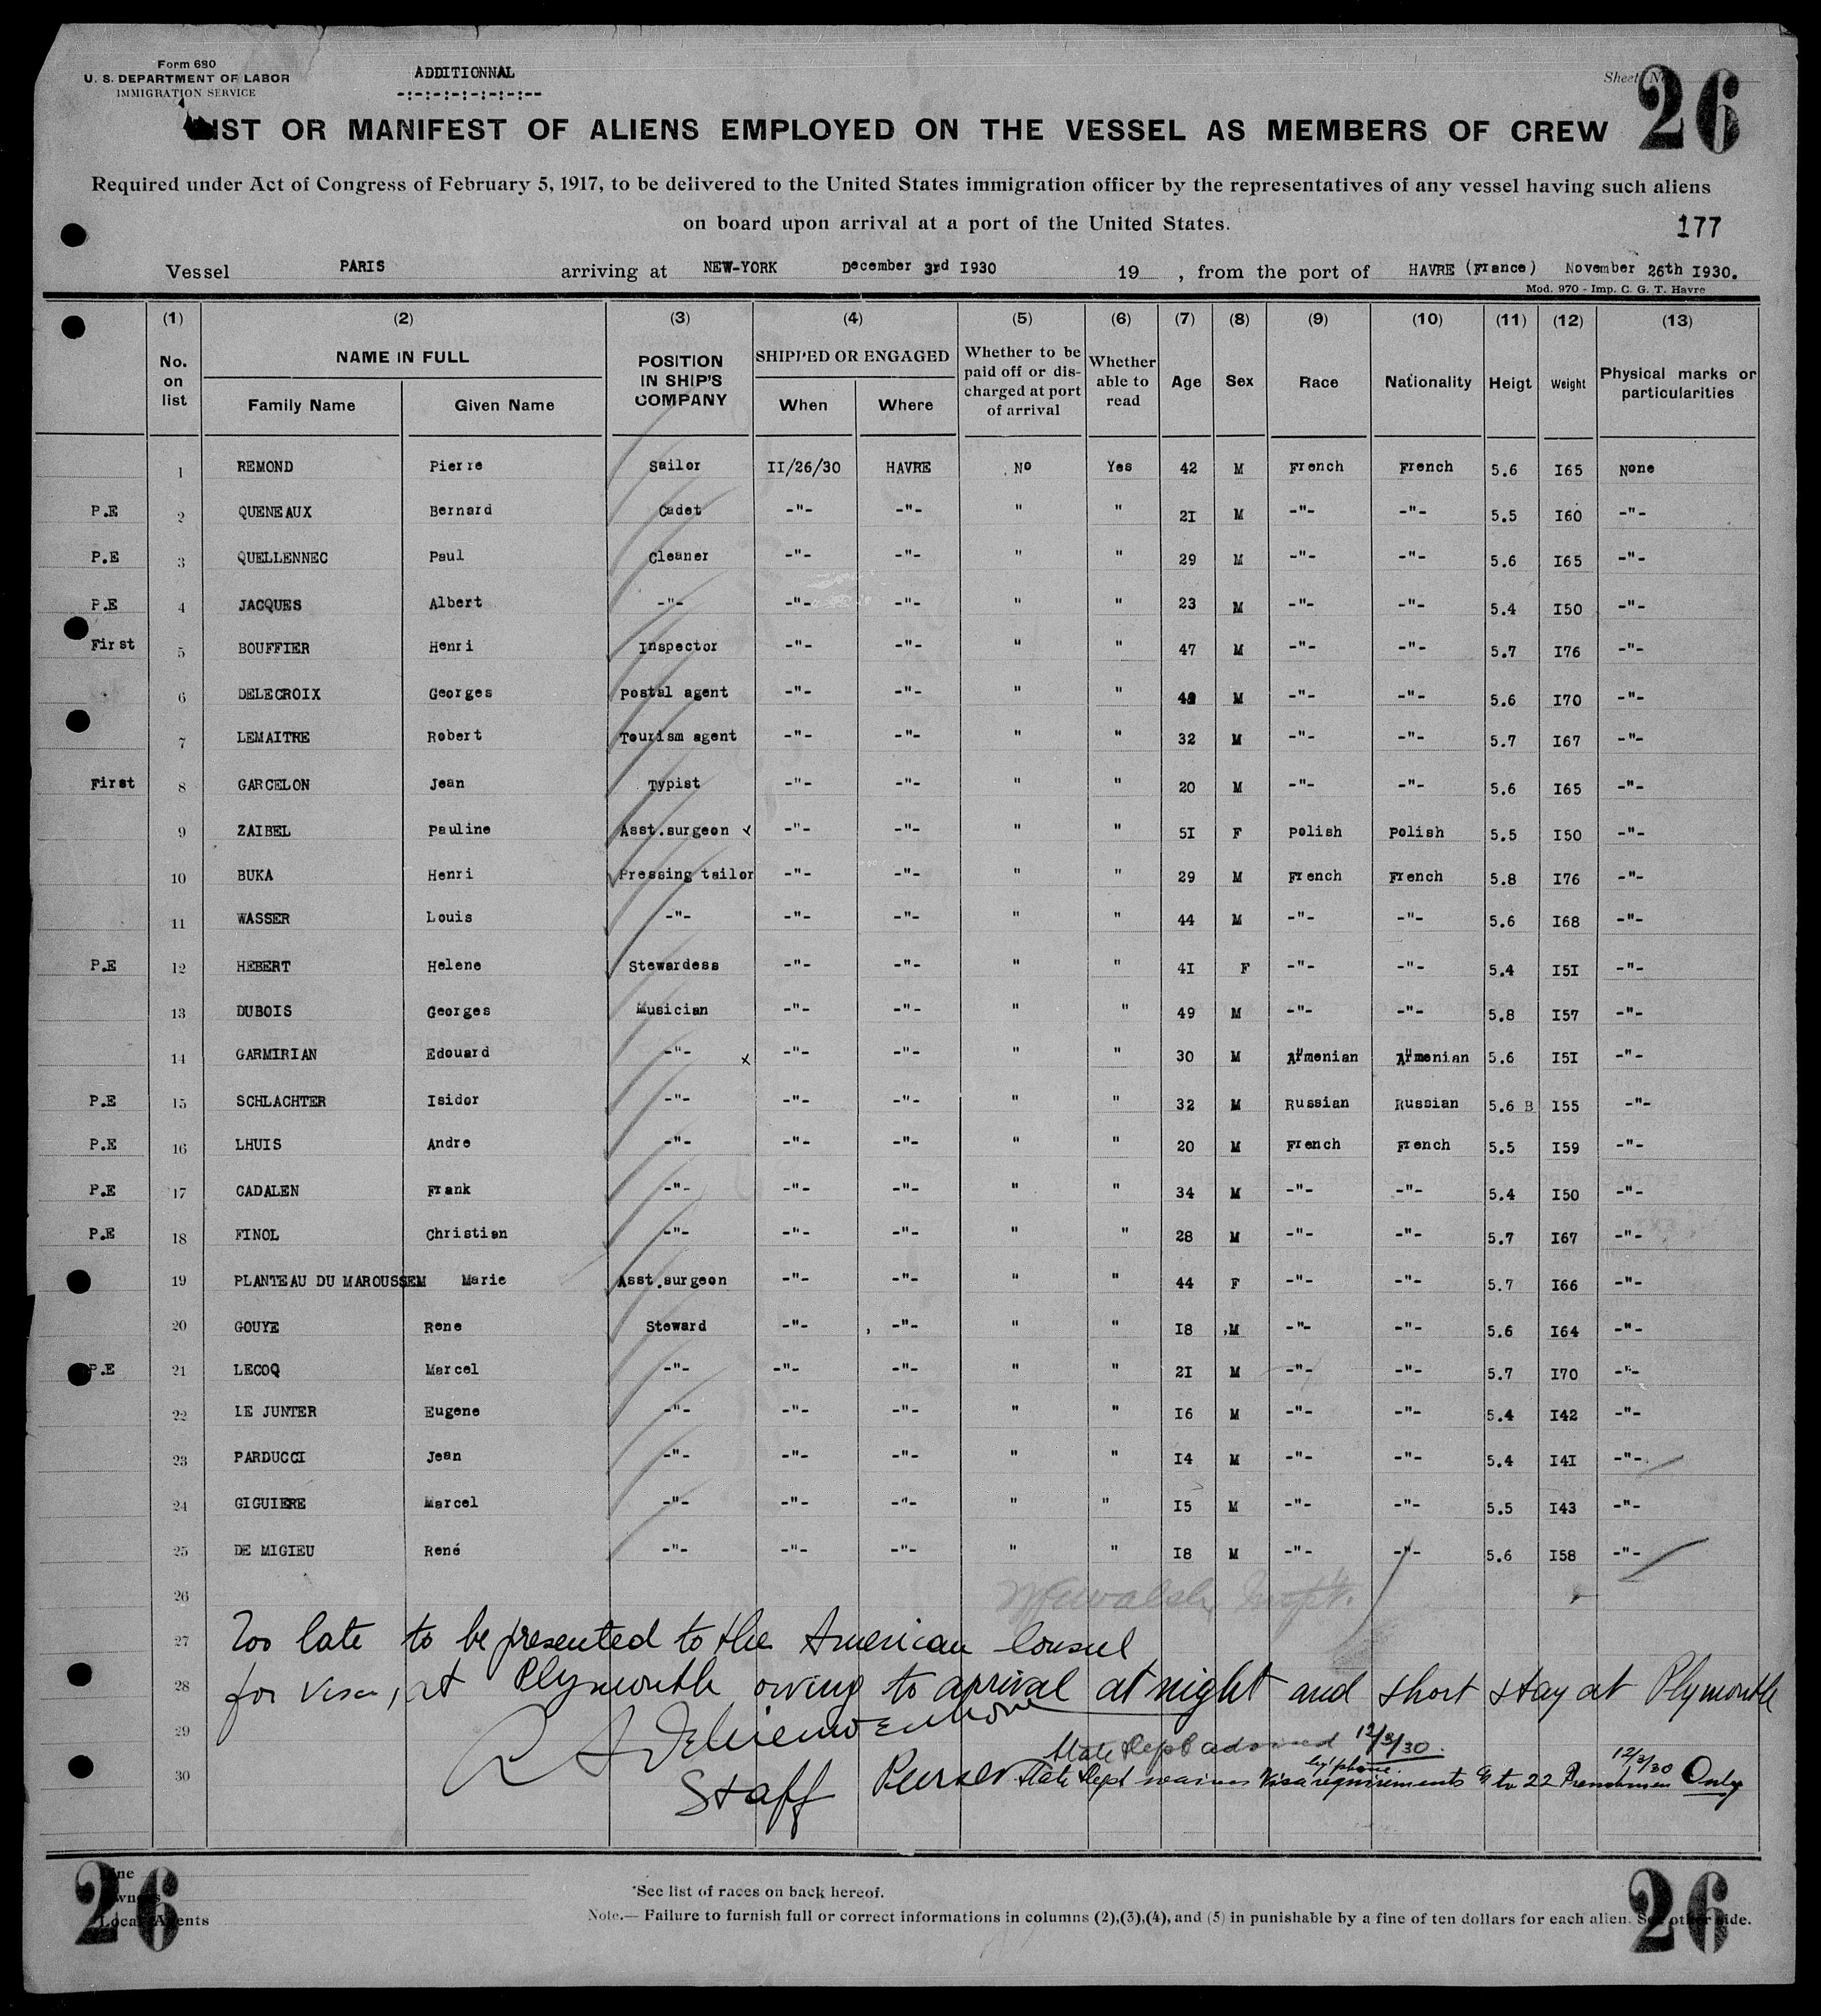 Form 680
U. S. DEPARTMENT OF LABOR
IMMIGRATION SERVICE
ADDITIONNAL
-:-:-:-:-:-:-:--
Sheet No
26
LIST OR MANIFEST OF ALIENS EMPLOYED ON THE VESSEL AS MEMBERS OF CREW
Required under Act of Congress of February 5, 1917, to be delivered to the United States immigration officer by the representatives of any vessel having such aliens
on board upon arrival at a port of the United States.
177
Vessel PARIS arriving at NEW-YORK December 3rd I930 19 , from the port of HAVRE (France) November 26th I930.
Mod. 970 - Imp. C. G. T. Havre
(1) (2) (3) (4) (5) (6) (7) (8) (9) (10) (11) (12) (13)
No. on list NAME IN FULL Family Name Given Name POSITION IN SHIP'S COMPANY SHIPPED OR ENGAGED When Where Whether to be paid off or discharged at port of arrival Whether able to read Age Sex Race Nationality Heigt Weight Physical marks or particularities
1 REMOND Pierre Sailor II/26/30 HAVRE No Yes 42 M French French 5.6 I65 None
P.E 2 QUENEAUX Bernard Cadet -"- -"- " " 2I M -"- -"- 5.5 I60 -"-
P.E 3 QUELLENNEC Paul Cleaner -"- -"- " " 29 M -"- -"- 5.6 I65 -"-
P.E 4 JACQUES Albert -"- -"- -"- " " 23 M -"- -"- 5.4 I50 -"-
First 5 BOUFFIER Henri Inspector -"- -"- " " 47 M -"- -"- 5.7 I76 -"-
6 DELECROIX Georges Postal agent -"- -"- " " M -"- -"- 5.6 I70 -"-
7 LEMAITRE Robert Tourism agent -"- -"- " " 32 M -"- -"- 5.7 I67 -"-
First 8 GARCELON Jean Typist -"- -"- " " 20 M -"- -"- 5.6 I65 -"-
9 ZAIBEL Pauline Asst.surgeon x -"- -"- " " 5I F Polish Polish 5.5 I50 -"-
10 BUKA Henri Pressing tailor -"- -"- " " 29 M French French 5.8 I76 -"-
11 WASSER Louis -"- -"- -"- " " 44 M -"- -"- 5.6 I68 -"-
P.E 12 HEBERT Helene Stewardess -"- -"- " " 4I F -"- -"- 5.4 I5I -"-
13 DUBOIS Georges Musician -"- -"- " " 49 M -"- -"- 5.8 I57 -"-
14 GARMIRIAN Edouard -"- x -"- -"- " " 30 M Armenian Armenian 5.6 I5I -"-
P.E 15 SCHLACHTER Isidor -"- -"- -"- " " 32 M Russian Russian 5.6 B I55 -"-
P.E 16 LHUIS Andre -"- -"- -"- " " 20 M French French 5.5 I59 -"-
P.E 17 CADALEN Frank -"- -"- -"- " " 34 M -"- -"- 5.4 I50 -"-
P.E 18 FINOL Christian -"- -"- -"- " " 28 M -"- -"- 5.7 I67 -"-
19 PLANTEAU DU MAROUSSEM Marie Asst.surgeon -"- -"- " " 44 F -"- -"- 5.7 I66 -"-
20 GOUYE Rene Steward -"- -"- " " I8 M -"- -"- 5.6 I64 -"-
P.E 21 LECOQ Marcel -"- -"- -"- " " 2I M -"- -"- 5.7 I70 -"-
22 LE JUNTER Eugene -"- -"- -"- " " I6 M -"- -"- 5.4 I42 -"-
23 PARDUCCI Jean -"- -"- -"- " " I4 M -"- -"- 5.4 I4I -"-
24 GIGUIERE Marcel -"- -"- -"- " " I5 M -"- -"- 5.5 I43 -"-
25 DE MIGIEU René -"- -"- -"- " " I8 M -"- -"- 5.6 I58 -"-
26
27 Too late to be presented to the American Consul
28 for visa, at Plymouth owing to arrival at night and short stay at Plymouth
29
State Dept 12/3/30.
30 Staff Purser State Dept waives by phone Visa requirements to 22 Frenchmen Only 12/3/30
26
Line
Owners
Local Agents
*See list of races on back hereof.
Note.— Failure to furnish full or correct informations in columns (2),(3),(4), and (5) in punishable by a fine of ten dollars for each alien. See other side.
26